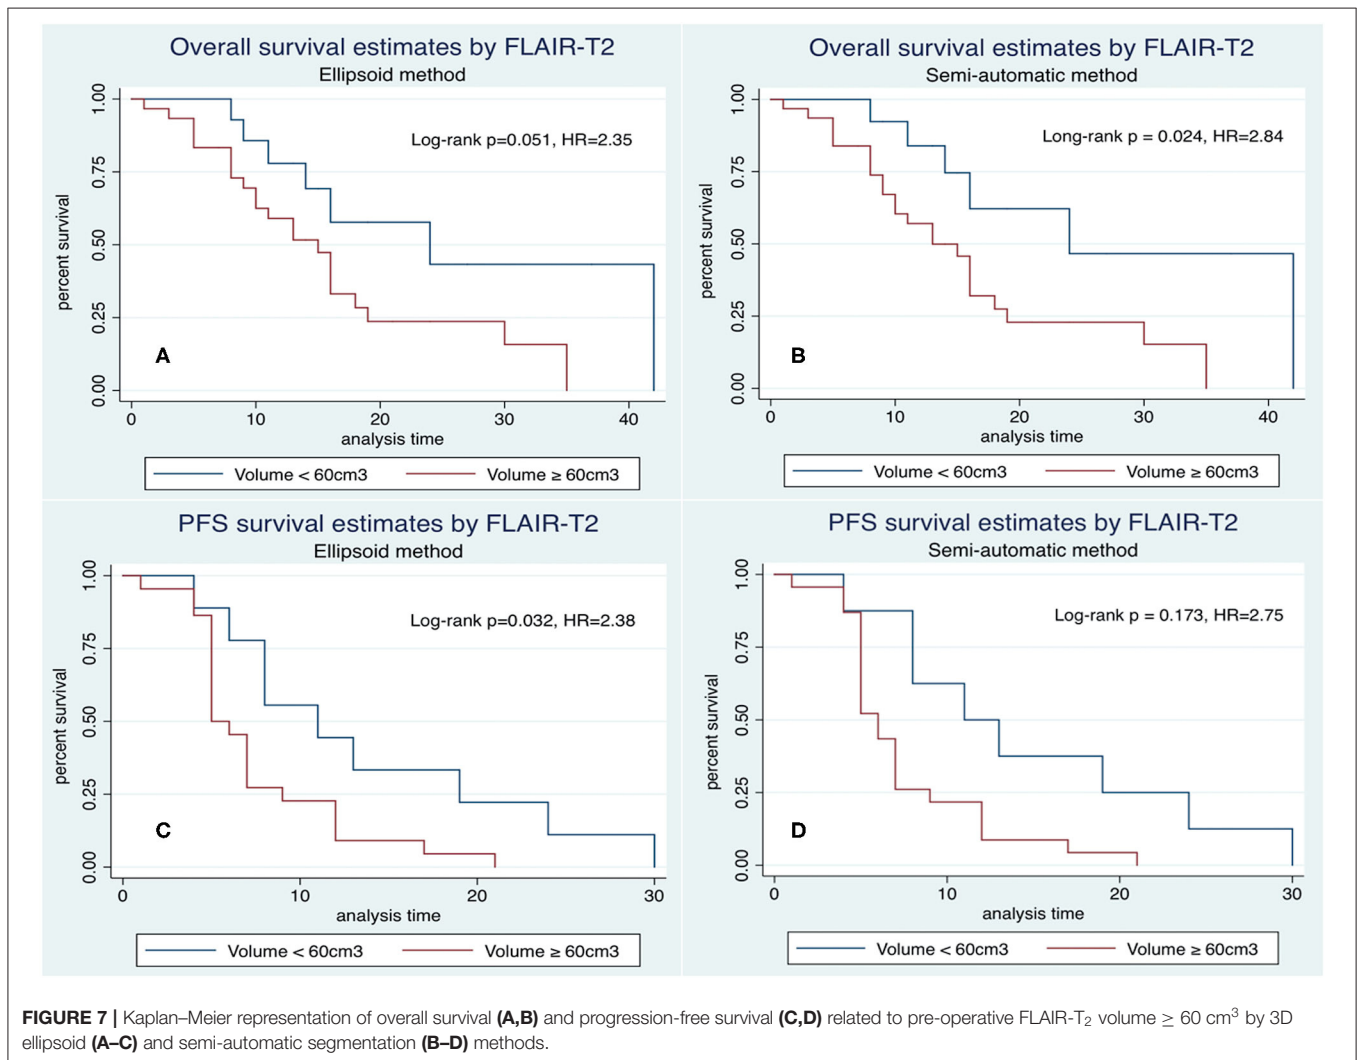 Overall survival estimates by FLAIR-T2
Ellipsoid method
Log-rank p=0.051, HR=2.35
percent survival
1.00
0.75
0.50
0.25
0.00
A
0 10 20 30 40
analysis time
Volume < 60cm3 Volume ≥ 60cm3
Overall survival estimates by FLAIR-T2
Semi-automatic method
Long-rank p = 0.024, HR=2.84
percent survival
1.00
0.75
0.50
0.25
0.00
B
0 10 20 30 40
analysis time
Volume < 60cm3 Volume ≥ 60cm3
PFS survival estimates by FLAIR-T2
Ellipsoid method
Log-rank p=0.032, HR=2.38
percent survival
1.00
0.75
0.50
0.25
0.00
C
0 10 20 30
analysis time
Volume < 60cm3 Volume ≥ 60cm3
PFS survival estimates by FLAIR-T2
Semi-automatic method
Log-rank p = 0.173, HR=2.75
percent survival
1.00
0.75
0.50
0.25
0.00
D
0 10 20 30
analysis time
Volume < 60cm3 Volume ≥ 60cm3
FIGURE 7 | Kaplan–Meier representation of overall survival (A,B) and progression-free survival (C,D) related to pre-operative FLAIR-T₂ volume ≥ 60 cm³ by 3D
ellipsoid (A–C) and semi-automatic segmentation (B–D) methods.